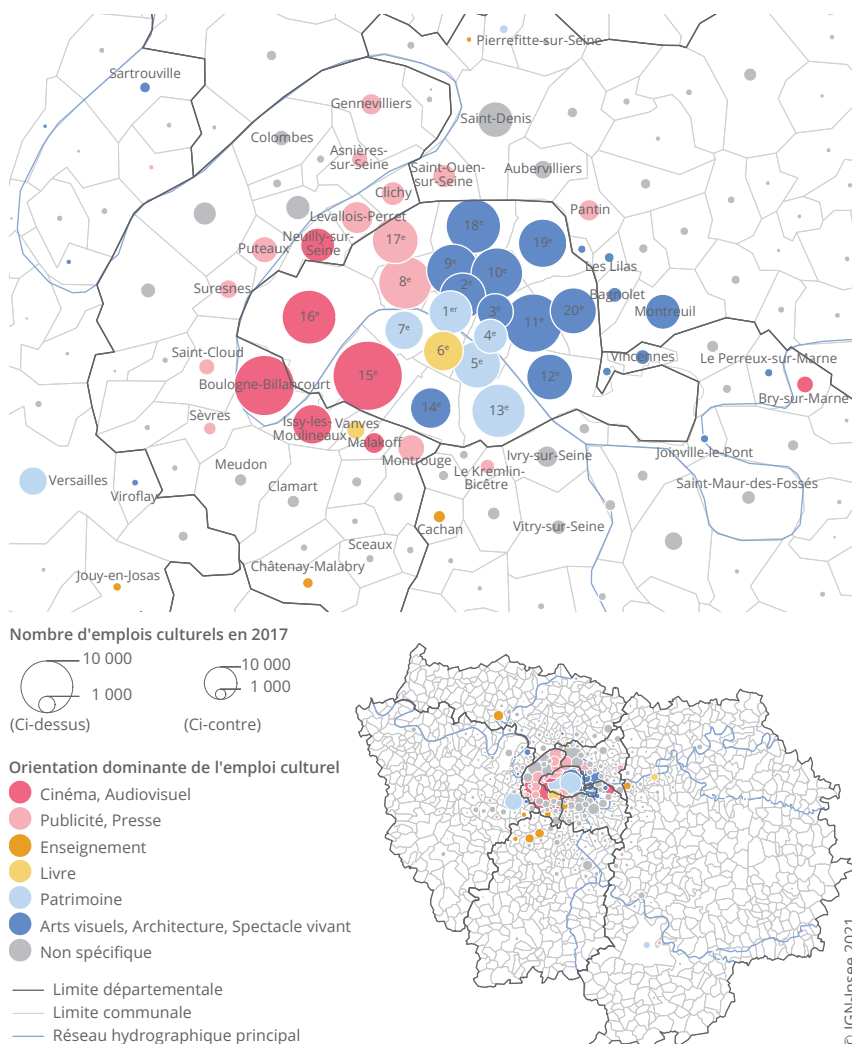 Pierrefitte-sur-Seine
Sartrouville
Gennevilliers
Saint-Denis
Colombes
Asnières-
sur-Seine
Saint-Ouen-
sur-Seine
Aubervilliers
Clichy
Pantin
Levallois-Perret
18e
17e
19e
Neuilly-sur-
Seine
Puteaux
9e
10e
Les Lilas
8e
2e
Suresnes
Bagnolet
16e
7e
1er
3e
11e
20e
Montreuil
4e
6e
5e
Saint-Cloud
Vincennes
Le Perreux-sur-Marne
Boulogne-Billancourt
15e
12e
Bry-sur-Marne
14e
13e
Sèvres
Issy-les-
Moulineaux
Vanves
Malakoff
Montrouge
Ivry-sur-Seine
Joinville-le-Pont
Le Kremlin-
Bicêtre
Meudon
Versailles
Viroflay
Clamart
Saint-Maur-des-Fossés
Cachan
Vitry-sur-Seine
Sceaux
Châtenay-Malabry
Jouy-en-Josas
Nombre d'emplois culturels en 2017
10 000
1 000
(Ci-dessus)
10 000
1 000
(Ci-contre)
Orientation dominante de l'emploi culturel
Cinéma, Audiovisuel
Publicité, Presse
Enseignement
Livre
Patrimoine
Arts visuels, Architecture, Spectacle vivant
Non spécifique
Limite départementale
Limite communale
Réseau hydrographique principal
© IGN-Insee 2021